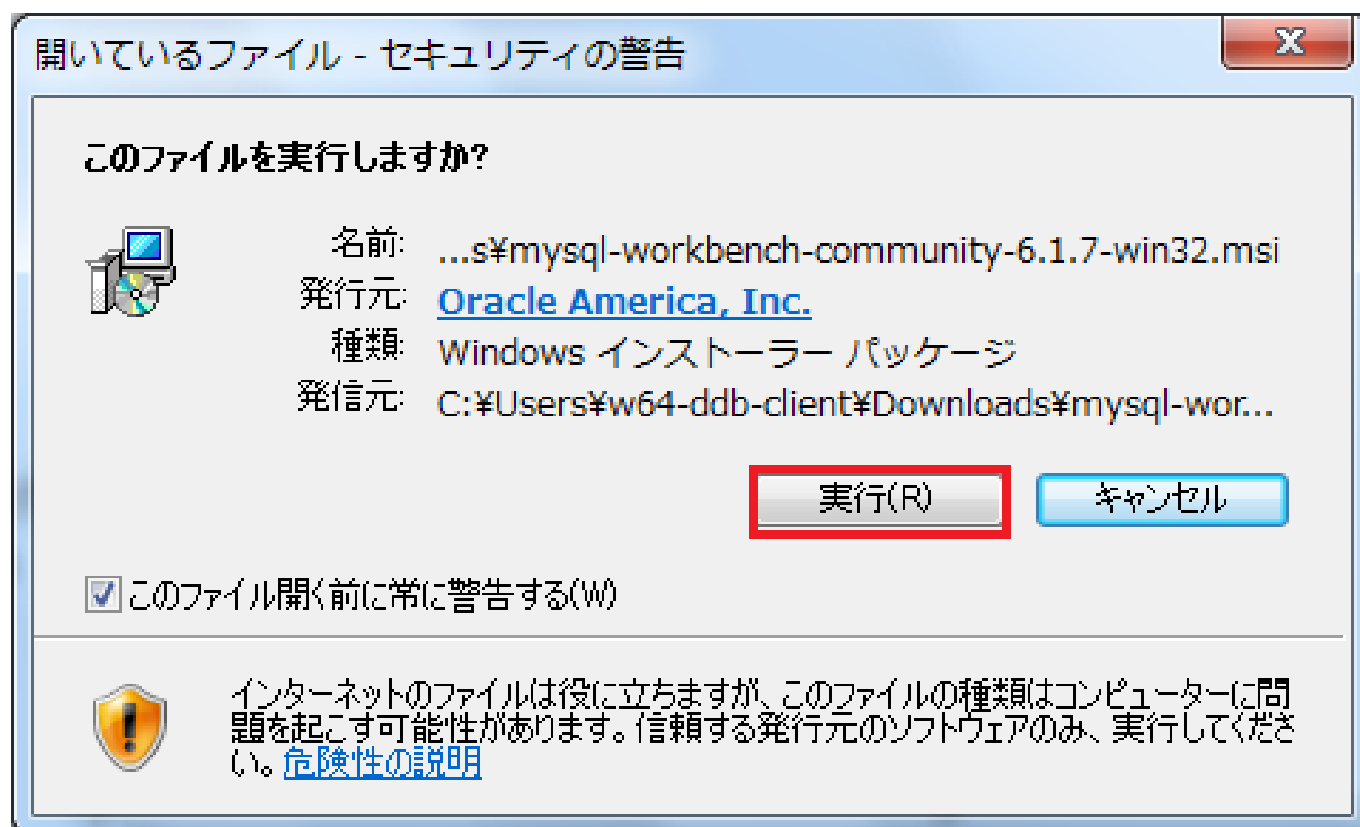 開いているファイル - セキュリティの警告
このファイルを実行しますか?
名前: ...s¥mysql-workbench-community-6.1.7-win32.msi
発行元: Oracle America, Inc.
種類: Windows インストーラー パッケージ
発信元: C:¥Users¥w64-ddb-client¥Downloads¥mysql-wor...
実行(R) キャンセル
このファイル開く前に常に警告する(W)
インターネットのファイルは役に立ちますが、このファイルの種類はコンピューターに問
題を起こす可能性があります。信頼する発行元のソフトウェアのみ、実行してくださ
い。危険性の説明